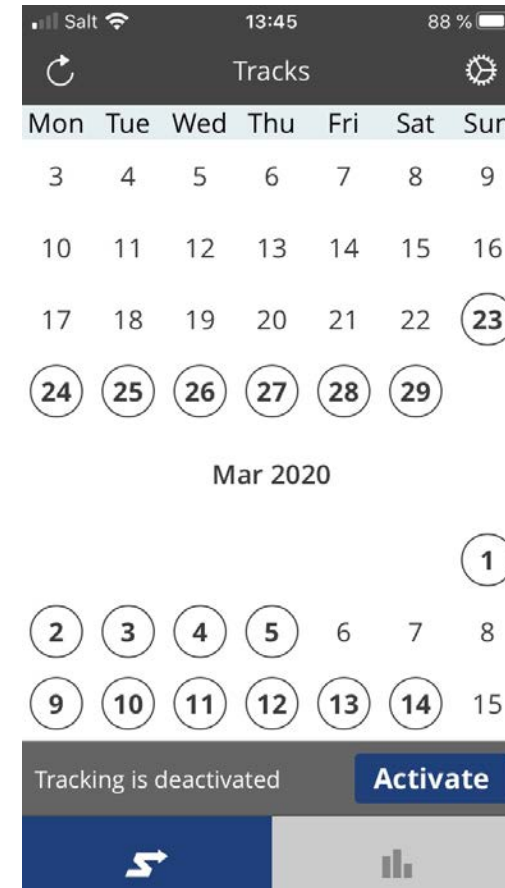 Salt 13:45 88 %
Tracks
Mon Tue Wed Thu Fri Sat Sun
3 4 5 6 7 8 9
10 11 12 13 14 15 16
17 18 19 20 21 22 23
24 25 26 27 28 29
Mar 2020
1
2 3 4 5 6 7 8
9 10 11 12 13 14 15
Tracking is deactivated Activate